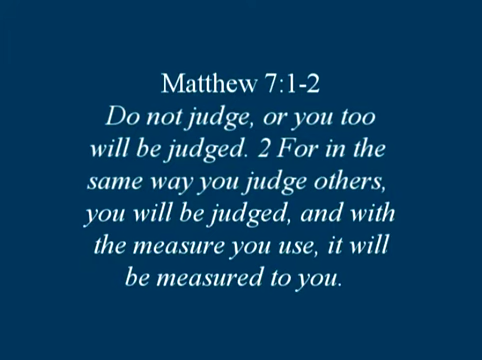 Matthew 7:1-2
Do not judge, or you too
will be judged. 2 For in the
same way you judge others,
you will be judged, and with
the measure you use, it will
be measured to you.